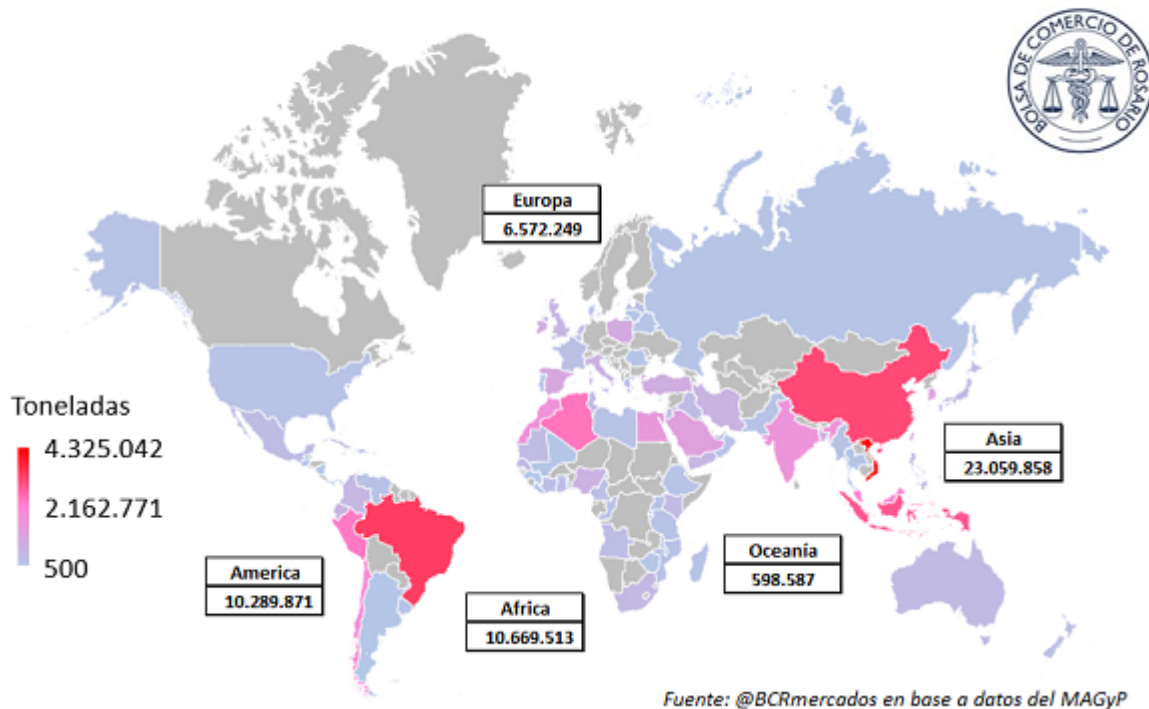 BOLSA DE COMERCIO DE ROSARIO
Europa
6.572.249
Toneladas
4.325.042
2.162.771
500
Asia
23.059.858
Oceania
598.587
America
10.289.871
Africa
10.669.513
Fuente: @BCRmercados en base a datos del MAGyP